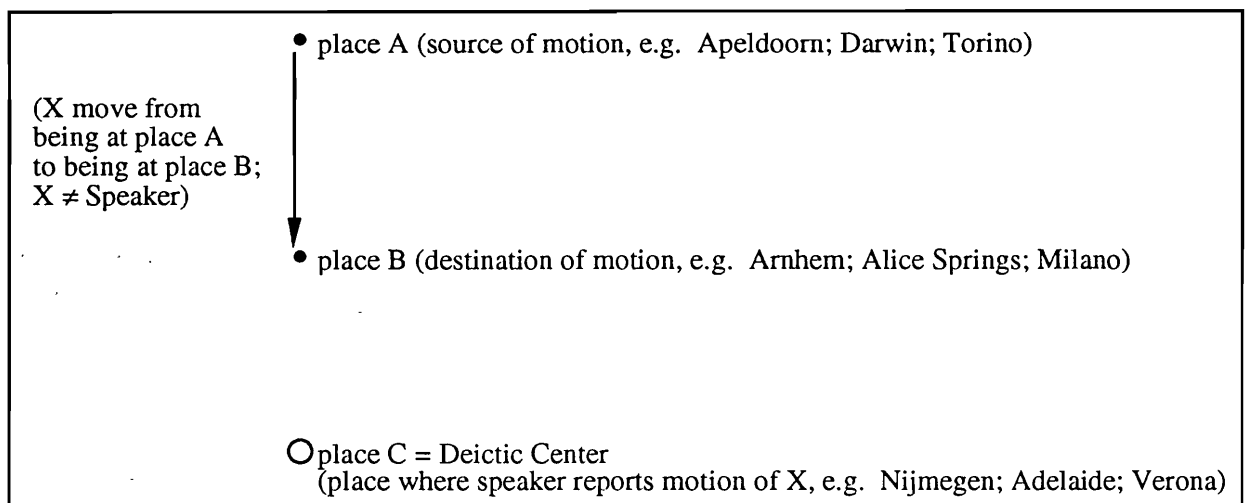 place A (source of motion, e.g. Apeldoorn; Darwin; Torino)
(X move from
being at place A
to being at place B;
X ≠ Speaker)
place B (destination of motion, e.g. Arnhem; Alice Springs; Milano)
place C = Deictic Center
(place where speaker reports motion of X, e.g. Nijmegen; Adelaide; Verona)